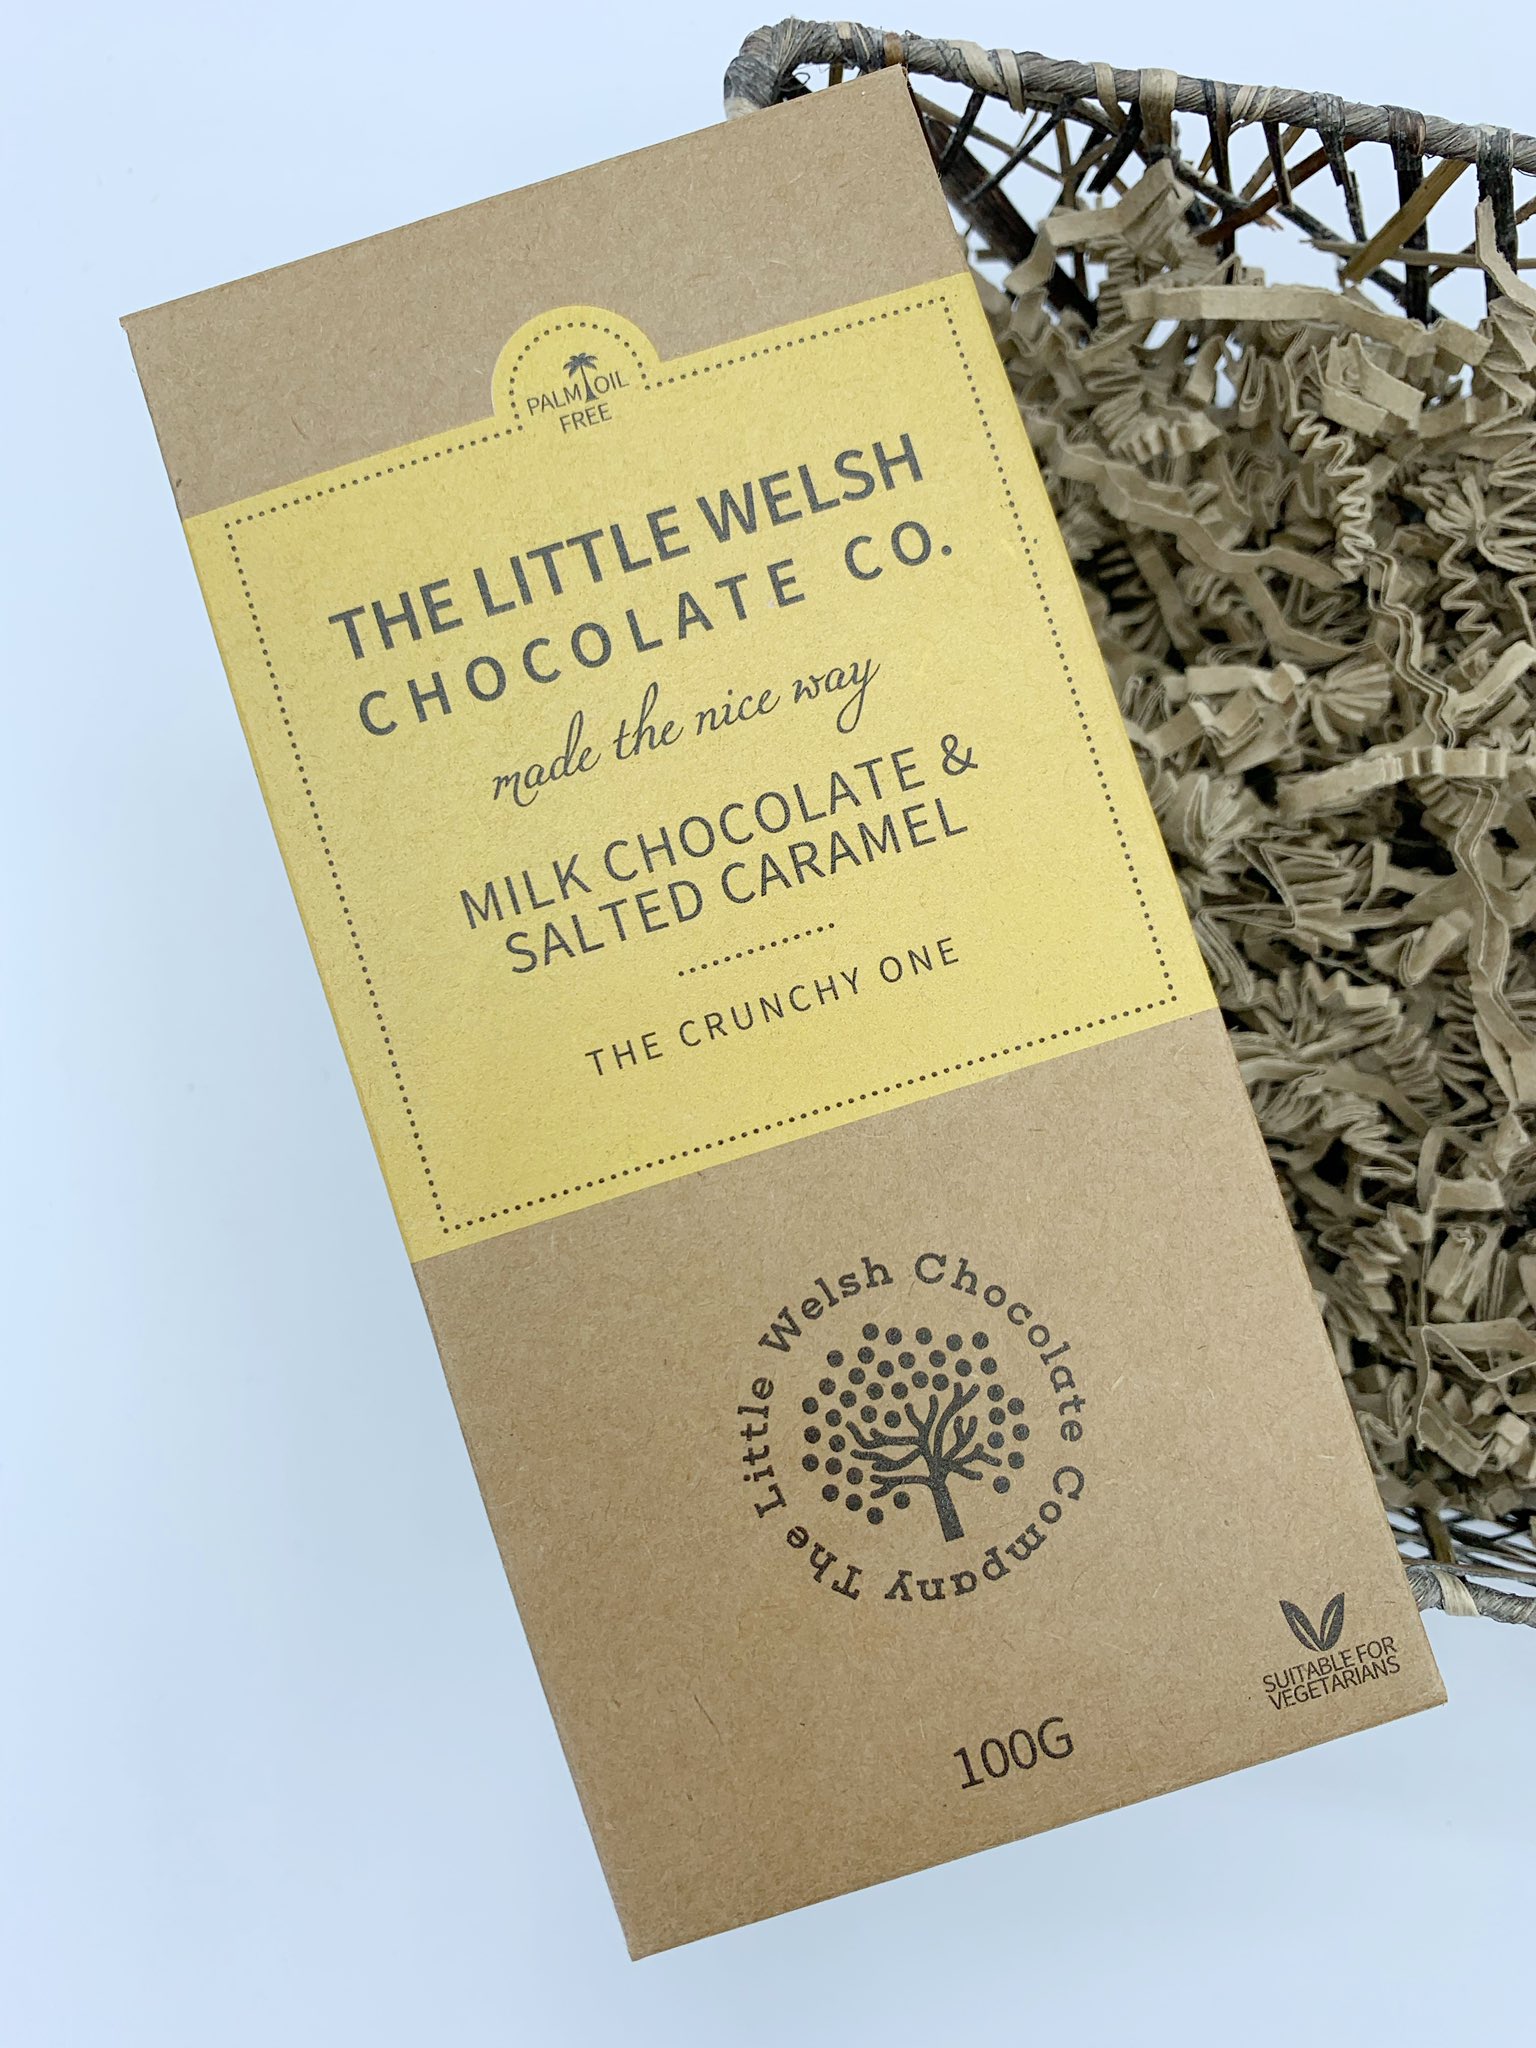 PALM OIL
FREE
THE LITTLE WELSH
CHOCOLATE CO.
made the nice way
MILK CHOCOLATE &
SALTED CARAMEL
THE CRUNCHY ONE
The Little Welsh Chocolate Company
SUITABLE FOR
VEGETARIANS
100G